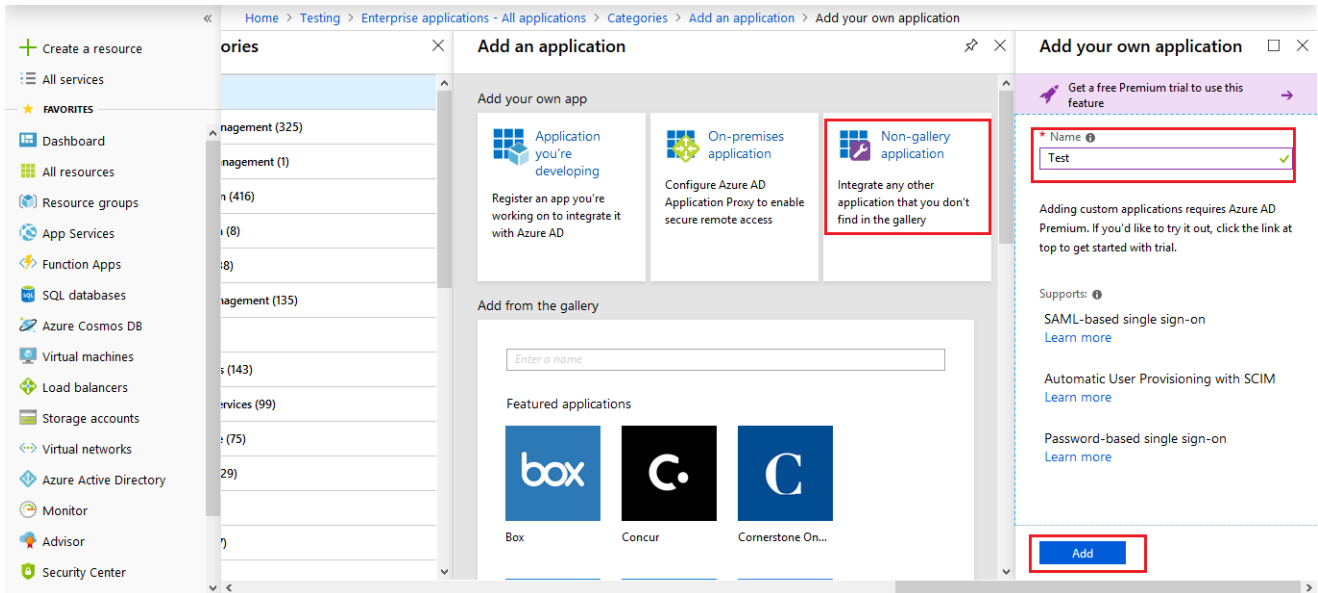 Home > Testing > Enterprise applications - All applications > Categories > Add an application > Add your own application
Create a resource
All services
FAVORITES
Dashboard
All resources
Resource groups
App Services
Function Apps
SQL databases
Azure Cosmos DB
Virtual machines
Load balancers
Storage accounts
Virtual networks
Azure Active Directory
Monitor
Advisor
Security Center
ories
nagement (325)
nagement (1)
n (416)
(8)
38)
nagement (135)
s (143)
ervices (99)
e (75)
29)
Add an application
Add your own app
Application
you're
developing
Register an app you're
working on to integrate it
with Azure AD
On-premises
application
Configure Azure AD
Application Proxy to enable
secure remote access
Non-gallery
application
Integrate any other
application that you don't
find in the gallery
Add from the gallery
Enter a name
Featured applications
box
Box
C.
Concur
C
Cornerstone On...
Add your own application
Get a free Premium trial to use this
feature
* Name
Test
Adding custom applications requires Azure AD
Premium. If you'd like to try it out, click the link at
top to get started with trial.
Supports:
SAML-based single sign-on
Learn more
Automatic User Provisioning with SCIM
Learn more
Password-based single sign-on
Learn more
Add